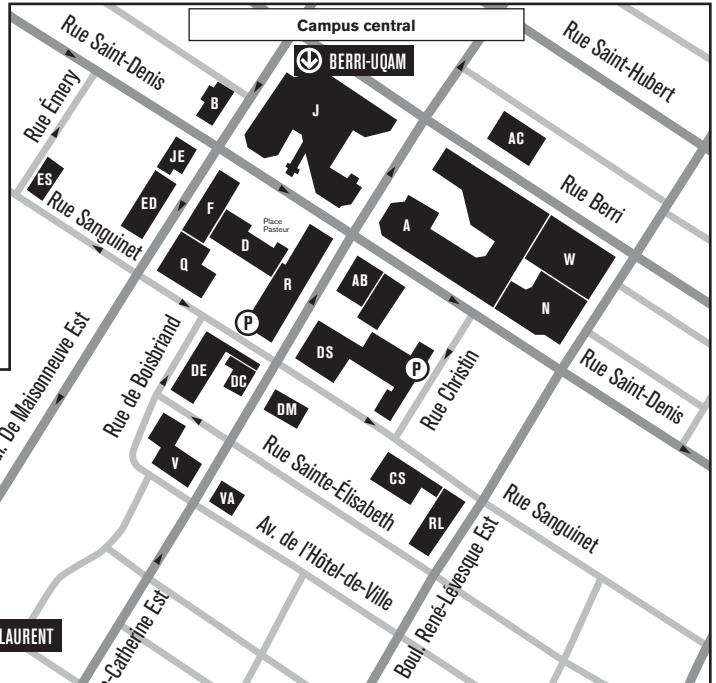 Campus central
BERRI-UQAM
Rue Saint-Denis
Rue Saint-Hubert
Rue Émery
B
J
AC
JE
ES
ED
Rue Sanguinet
F
Place
Pasteur
D
Q
R
P
A
Rue Berri
W
N
AB
DS
P
Rue Christin
Rue Saint-Denis
De Maisonneuve Est
Rue de Boisbriand
DE
DC
DM
V
VA
Rue Sainte-Élisabeth
CS
RL
Rue Sanguinet
Av. de l'Hôtel-de-Ville
Boul. René-Lévesque Est
-Catherine Est
LAURENT